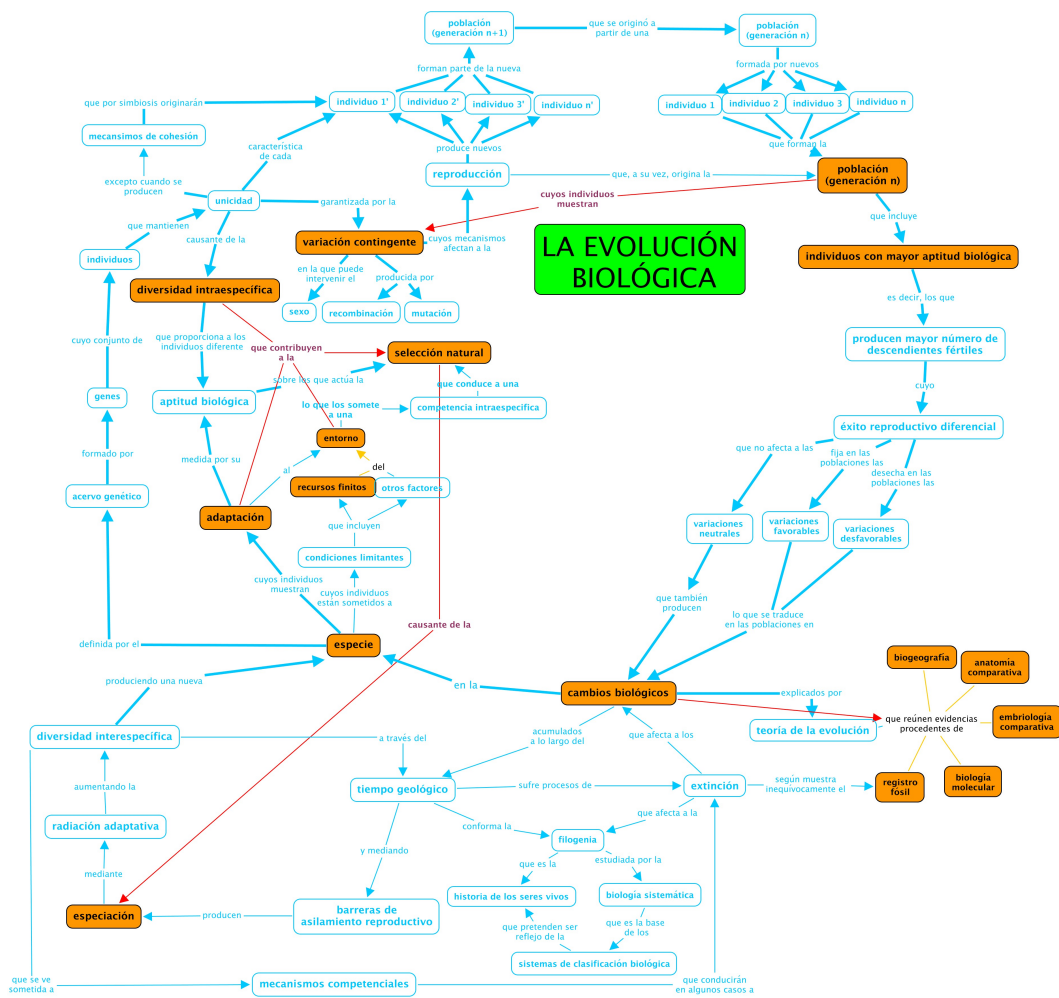 población
(generación n+1)
que se originó a
partir de una
población
(generación n)
forman parte de la nueva
formada por nuevos
que por simbiosis originarán
individuo 1'
individuo 2'
individuo 3'
individuo n'
individuo 1
individuo 2
individuo 3
individuo n
mecansimos de cohesión
característica
de cada
produce nuevos
que forman la
excepto cuando se
producen
reproducción
que, a su vez, origina la
población
(generación n)
unicidad
garantizada por la
cuyos individuos
muestran
que mantienen
causante de la
variación contingente
cuyos mecanismos
afectan a la
LA EVOLUCIÓN
BIOLÓGICA
que incluye
individuos
individuos con mayor aptitud biológica
en la que puede
intervenir el
producida por
diversidad intraespecífica
es decir, los que
sexo
recombinación
mutación
cuyo conjunto de
que proporciona a los
individuos diferente
que contribuyen
a la
selección natural
producen mayor número de
descendientes fértiles
sobre los que actúa la
que conduce a una
cuyo
genes
aptitud biológica
lo que los somete
a una
competencia intraespecífica
éxito reproductivo diferencial
entorno
formado por
medida por su
al
del
que no afecta a las
fija en las
poblaciones las
desecha en las
poblaciones las
acervo genético
recursos finitos
otros factores
adaptación
que incluyen
variaciones
neutrales
variaciones
favorables
variaciones
desfavorables
condiciones limitantes
cuyos individuos
muestran
cuyos individuos
están sometidos a
que también
producen
lo que se traduce
en las poblaciones en
causante de la
definida por el
especie
biogeografía
anatomía
comparativa
produciendo una nueva
en la
cambios biológicos
explicados por
que reúnen evidencias
procedentes de
embriología
comparativa
diversidad interespecífica
a través del
acumulados
a lo largo del
que afecta a los
teoría de la evolución
aumentando la
tiempo geológico
sufre procesos de
extinción
según muestra
inequivocamente el
registro
fósil
biología
molecular
radiación adaptativa
conforma la
que afecta a la
filogenia
y mediando
que es la
estudiada por la
mediante
historia de los seres vivos
biología sistemática
especiación
producen
barreras de
asilamiento reproductivo
que pretenden ser
reflejo de la
que es la base
de los
sistemas de clasificación biológica
que se ve
sometida a
mecanismos competenciales
que conducirán
en algunos casos a